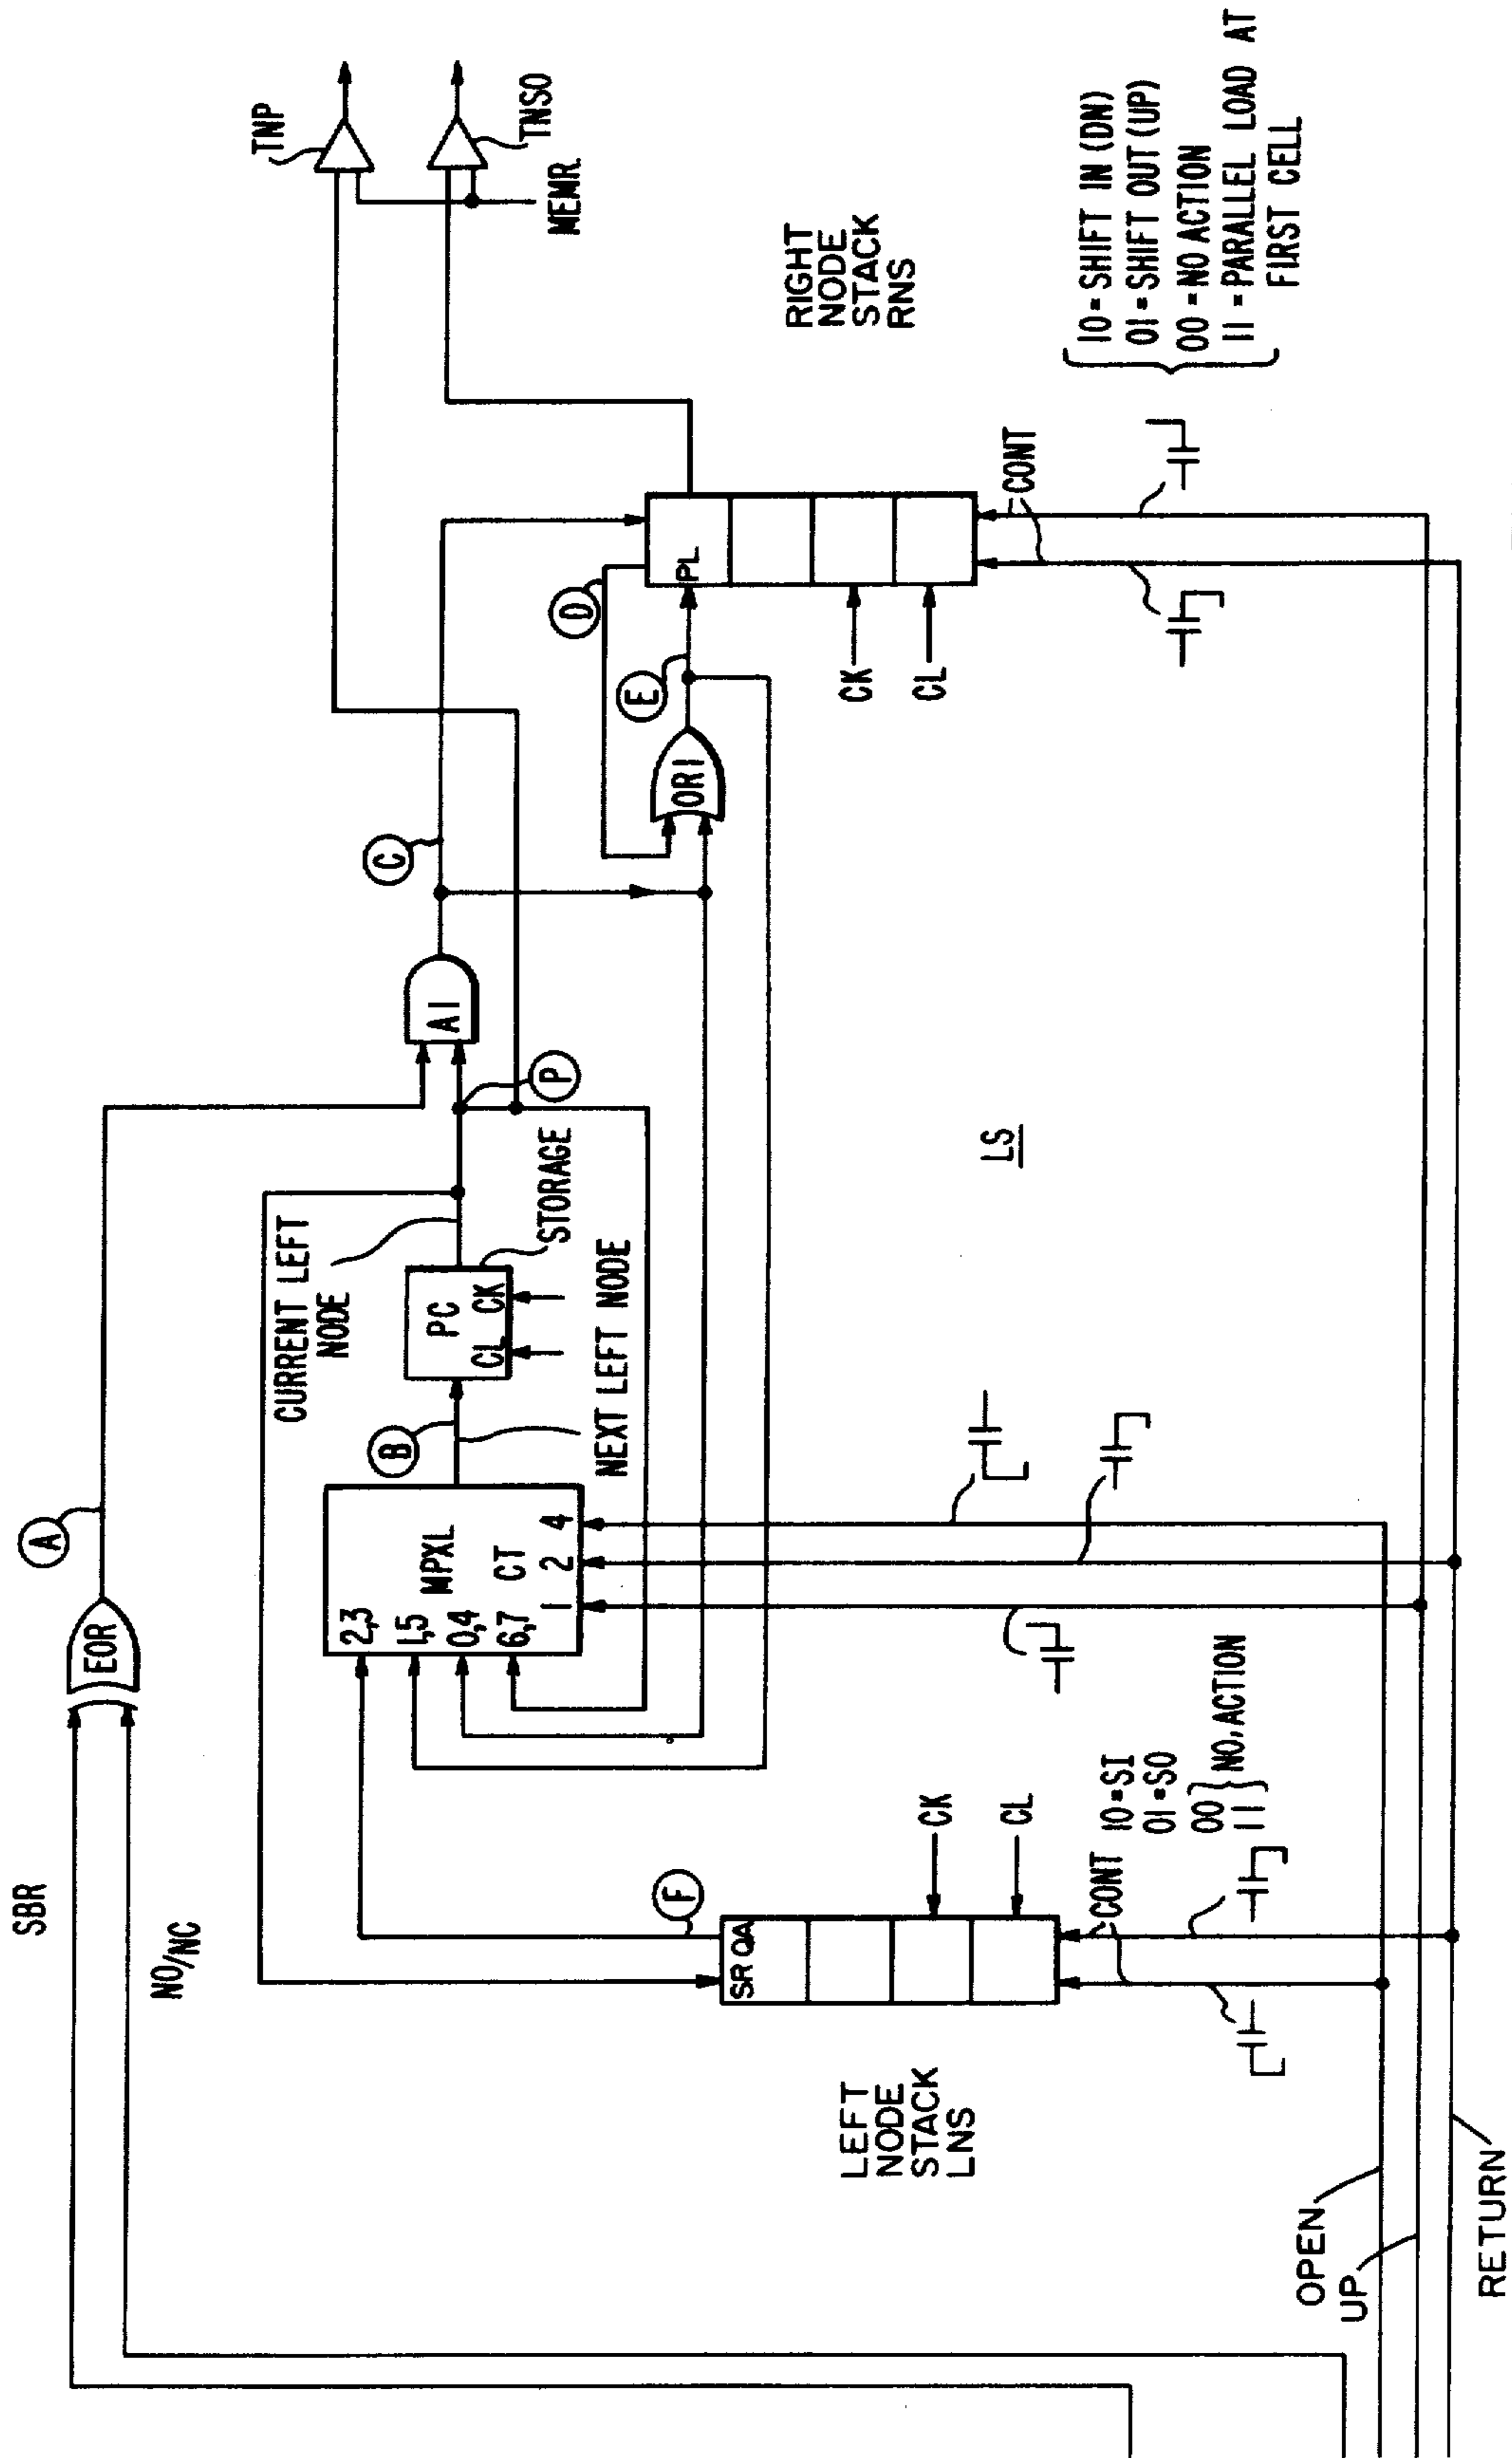 SBR
NO/NC
EOR
A
LEFT
NODE
STACK
LNS
SR QA
F
CK
CL
CONT
10=SI
01=SO
00
11
NO, ACTION
2,3
1,5
0,4
6,7
MPXL
CT
1 2 4
B
NEXT LEFT NODE
PC
CL CK
STORAGE
CURRENT LEFT
NODE
P
A1
C
OR1
E
D
PL
CK
CL
CONT
RIGHT
NODE
STACK
RNS
10=SHIFT IN (DN)
01=SHIFT OUT (UP)
00=NO ACTION
11=PARALLEL LOAD AT
FIRST CELL
TNP
TNSO
MEMR
LS
OPEN
UP
RETURN